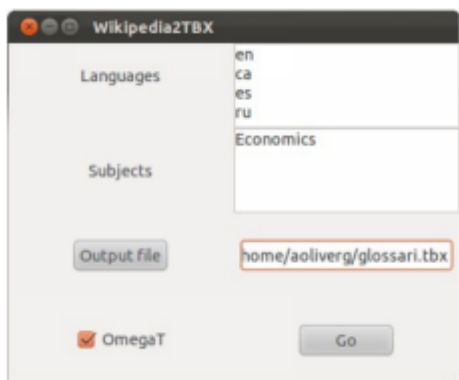 Wikipedia2TBX
Languages
en
ca
es
ru
Subjects
Economics
Output file
home/aoliverg/glossari.tbx
OmegaT
Go